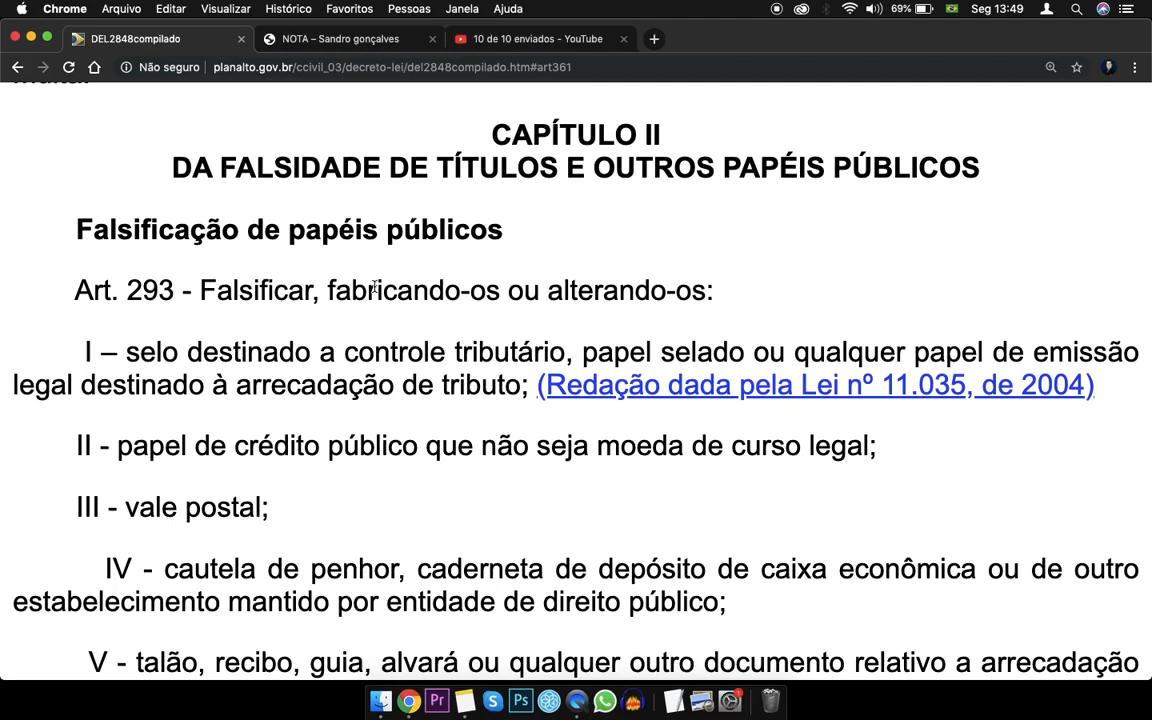 Chrome Arquivo Editar Visualizar Histórico Favoritos Pessoas Janela Ajuda 69% Seg 13:49
DEL2848compilado NOTA – Sandro gonçalves 10 de 10 enviados - YouTube
Não seguro planalto.gov.br/ccivil_03/decreto-lei/del2848compilado.htm#art361
CAPÍTULO II
DA FALSIDADE DE TÍTULOS E OUTROS PAPÉIS PÚBLICOS
Falsificação de papéis públicos
Art. 293 - Falsificar, fabricando-os ou alterando-os:
I – selo destinado a controle tributário, papel selado ou qualquer papel de emissão
legal destinado à arrecadação de tributo; (Redação dada pela Lei nº 11.035, de 2004)
II - papel de crédito público que não seja moeda de curso legal;
III - vale postal;
IV - cautela de penhor, caderneta de depósito de caixa econômica ou de outro
estabelecimento mantido por entidade de direito público;
V - talão, recibo, guia, alvará ou qualquer outro documento relativo a arrecadação
Pr S Ps 1